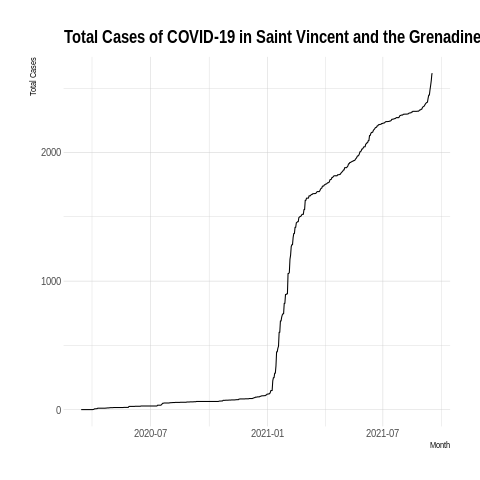 Total Cases of COVID-19 in Saint Vincent and the Grenadine
Total Cases
2000
1000
0
2020-07
2021-01
2021-07
Month